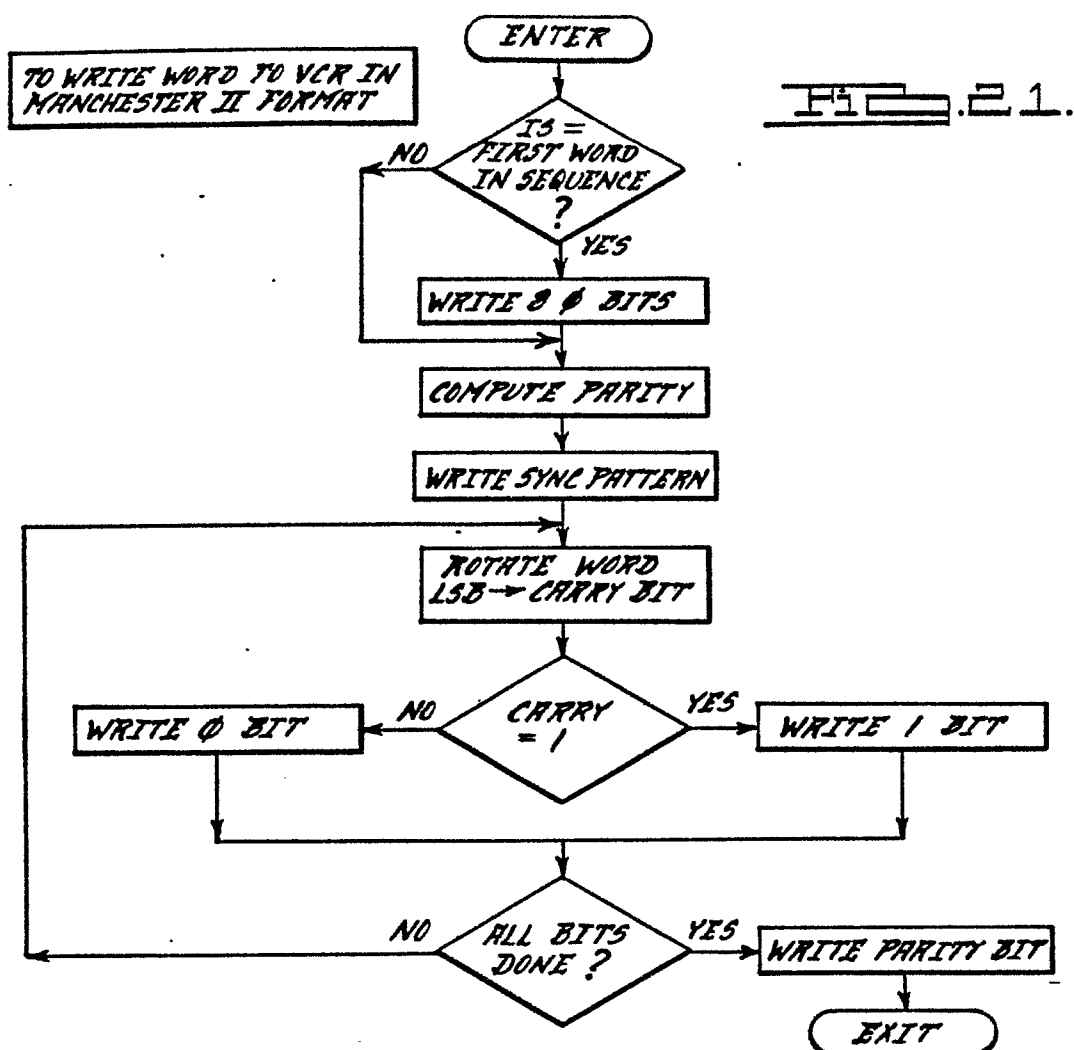 ENTER
TO WRITE WORD TO VCR IN
MANCHESTER II FORMAT
Fig. 21.
IS =
FIRST WORD
IN SEQUENCE
?
NO
YES
WRITE 8 ϕ BITS
COMPUTE PARITY
WRITE SYNC PATTERN
ROTATE WORD
LSB → CARRY BIT
CARRY
= 1
NO
YES
WRITE ϕ BIT
WRITE 1 BIT
ALL BITS
DONE ?
NO
YES
WRITE PARITY BIT
EXIT